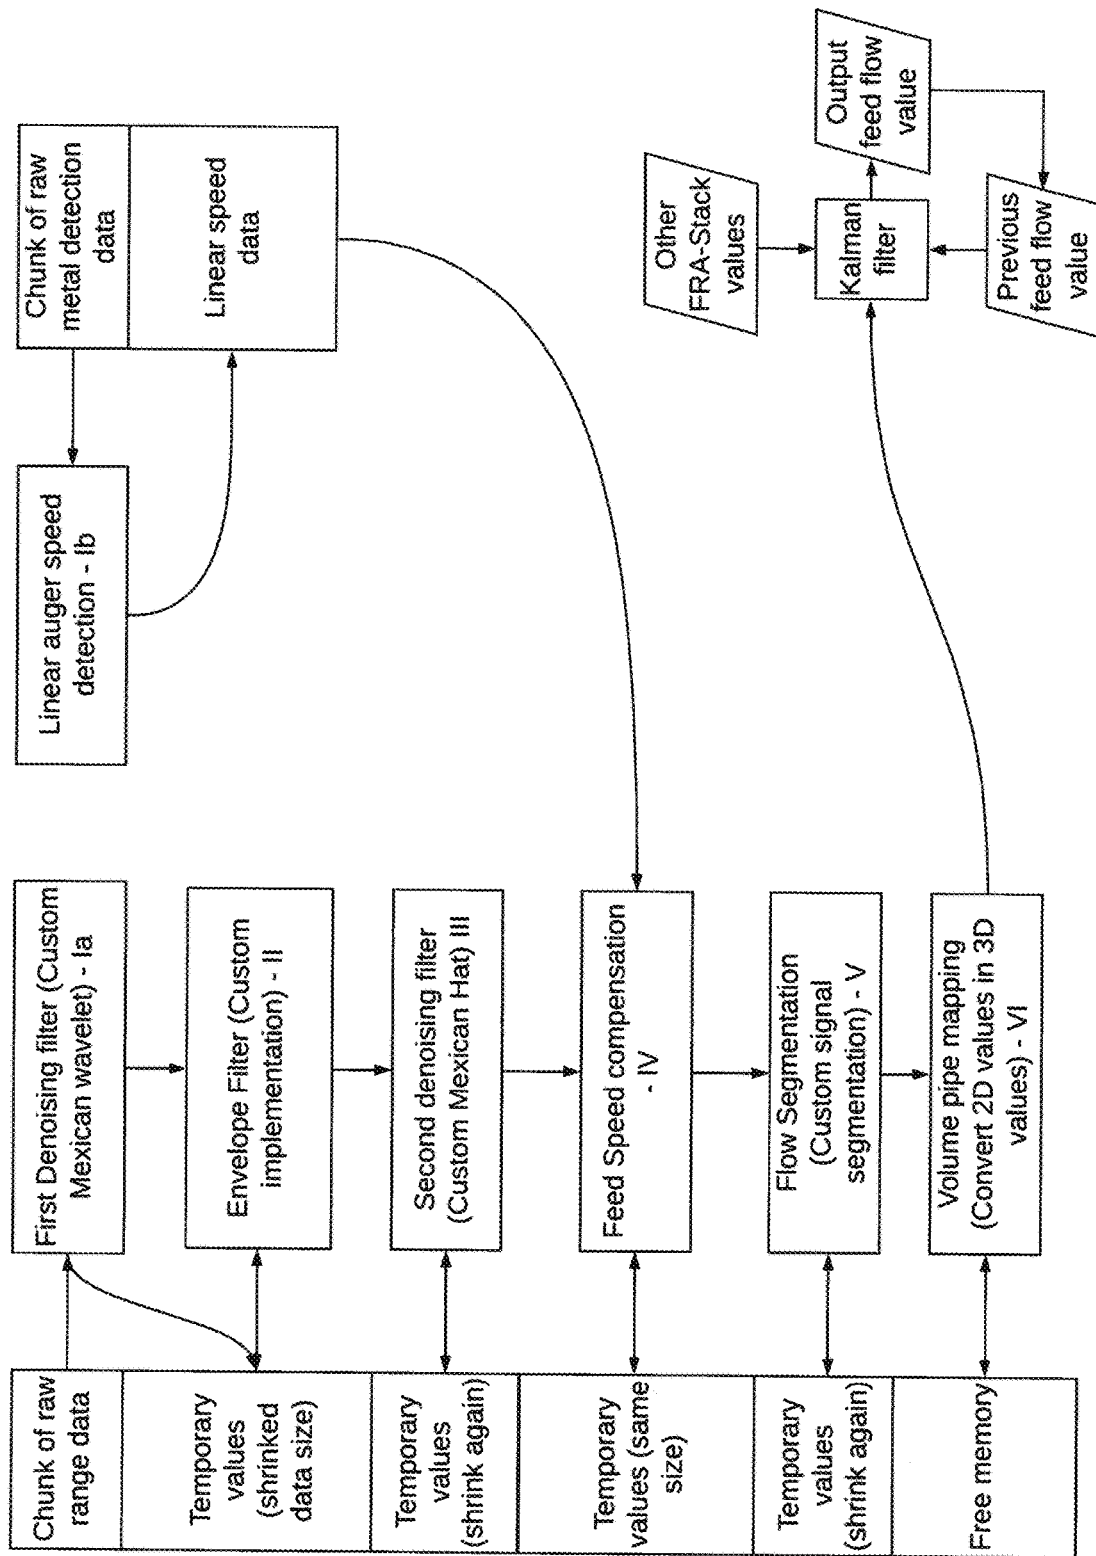 Chunk of raw
range data
Temporary
values
(shrinked
data size)
Temporary
values
(shrink again)
Temporary
values (same
size)
Temporary
values
(shrink again)
Free memory
First Denoising filter (Custom
Mexican wavelet) - Ia
Envelope Filter (Custom
implementation) - II
Second denoising filter
(Custom Mexican Hat) III
Feed Speed compensation
- IV
Flow Segmentation
(Custom signal
segmentation) - V
Volume pipe mapping
(Convert 2D values in 3D
values) - VI
Linear auger speed
detection - Ib
Chunk of raw
metal detection
data
Linear speed
data
Other
FRA-Stack
values
Kalman
filter
Output
feed flow
value
Previous
feed flow
value